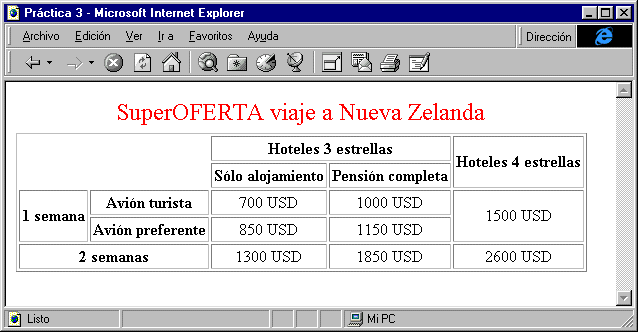 Práctica 3 - Microsoft Internet Explorer
Archivo Edición Ver Ir a Favoritos Ayuda Dirección
SuperOFERTA viaje a Nueva Zelanda
Hoteles 3 estrellas Hoteles 4 estrellas
Sólo alojamiento Pensión completa
1 semana Avión turista 700 USD 1000 USD 1500 USD
Avión preferente 850 USD 1150 USD
2 semanas 1300 USD 1850 USD 2600 USD
Listo Mi PC